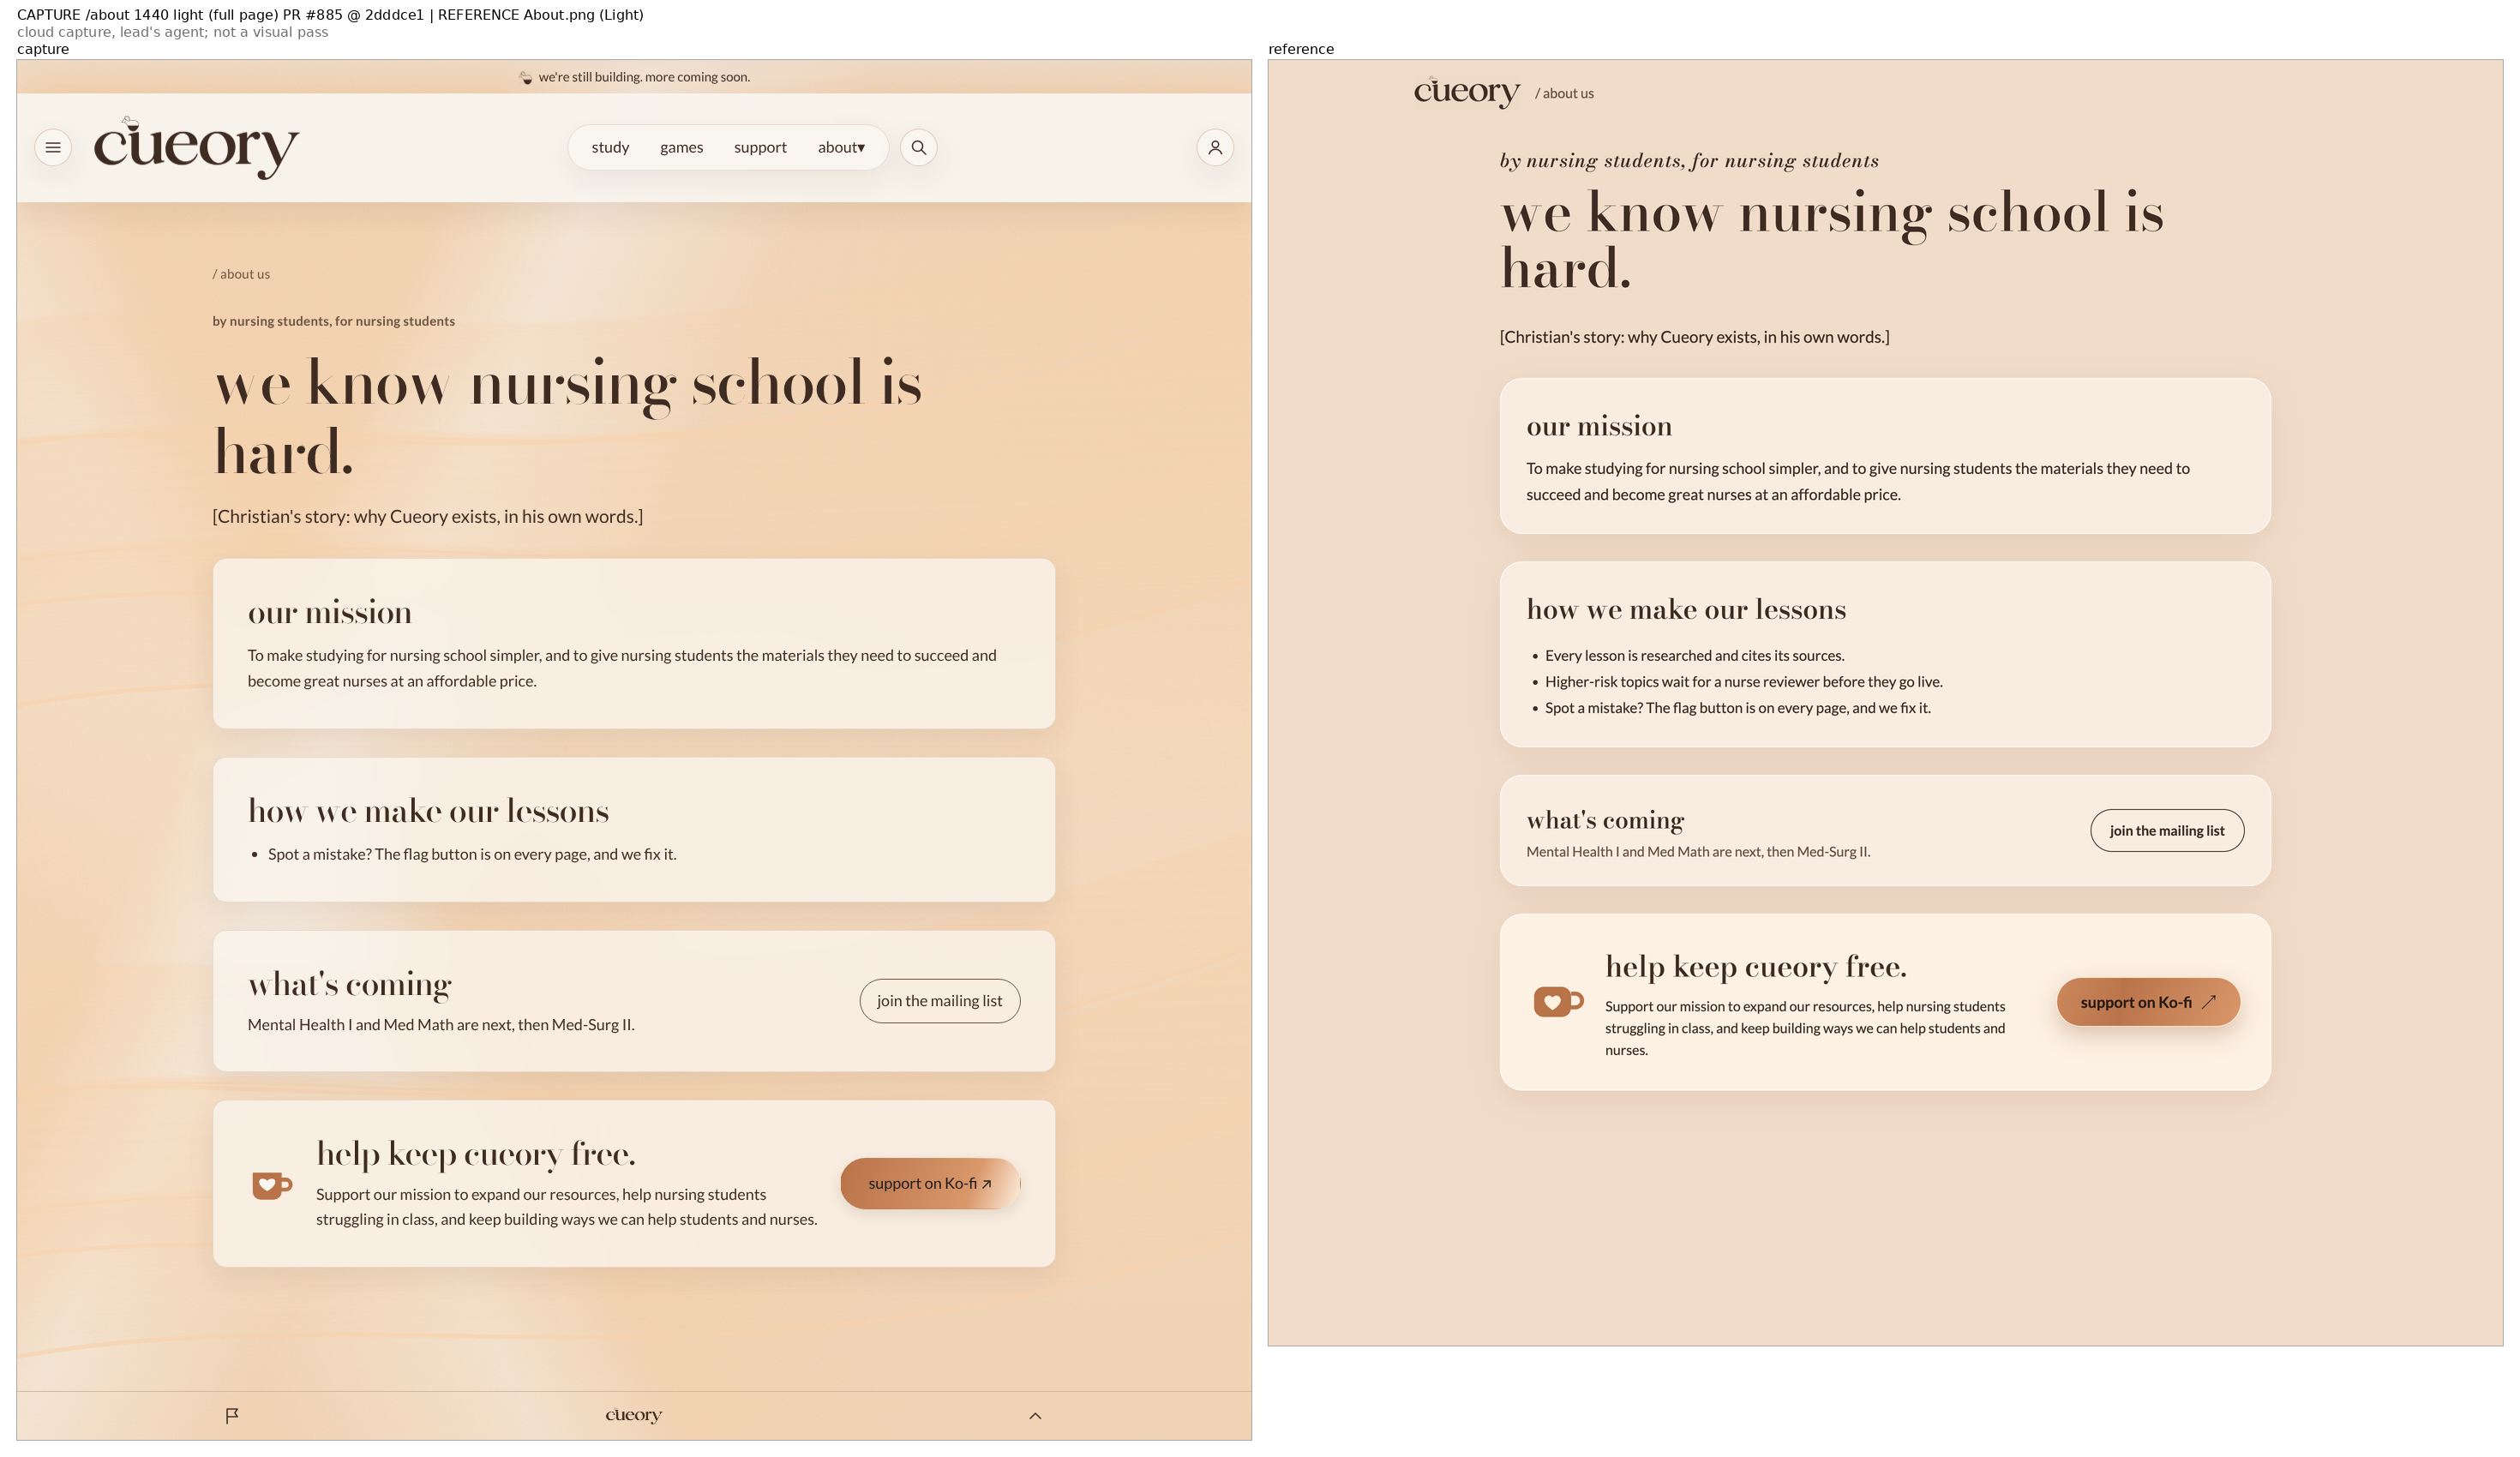 CAPTURE /about 1440 light (full page) PR #885 @ 2dddce1 | REFERENCE About.png (Light)
cloud capture, lead's agent; not a visual pass
capture
we're still building. more coming soon.
cueory
study
games
support
about▾
/ about us
by nursing students, for nursing students
we know nursing school is
hard.
[Christian's story: why Cueory exists, in his own words.]
our mission
To make studying for nursing school simpler, and to give nursing students the materials they need to succeed and
become great nurses at an affordable price.
how we make our lessons
• Spot a mistake? The flag button is on every page, and we fix it.
what's coming
Mental Health I and Med Math are next, then Med-Surg II.
join the mailing list
help keep cueory free.
Support our mission to expand our resources, help nursing students
struggling in class, and keep building ways we can help students and nurses.
support on Ko-fi ↗
cueory
reference
cueory
/ about us
by nursing students, for nursing students
we know nursing school is
hard.
[Christian's story: why Cueory exists, in his own words.]
our mission
To make studying for nursing school simpler, and to give nursing students the materials they need to
succeed and become great nurses at an affordable price.
how we make our lessons
• Every lesson is researched and cites its sources.
• Higher-risk topics wait for a nurse reviewer before they go live.
• Spot a mistake? The flag button is on every page, and we fix it.
what's coming
Mental Health I and Med Math are next, then Med-Surg II.
join the mailing list
help keep cueory free.
Support our mission to expand our resources, help nursing students
struggling in class, and keep building ways we can help students and
nurses.
support on Ko-fi ↗